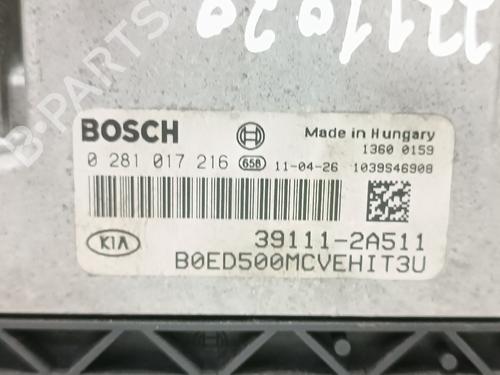 B-PARTS
BOSCH
Made in Hungary
1360 0159
0 281 017 216 658 11-04-26 1039S46908
KIA
39111-2A511
B0ED500MCVEHIT3U